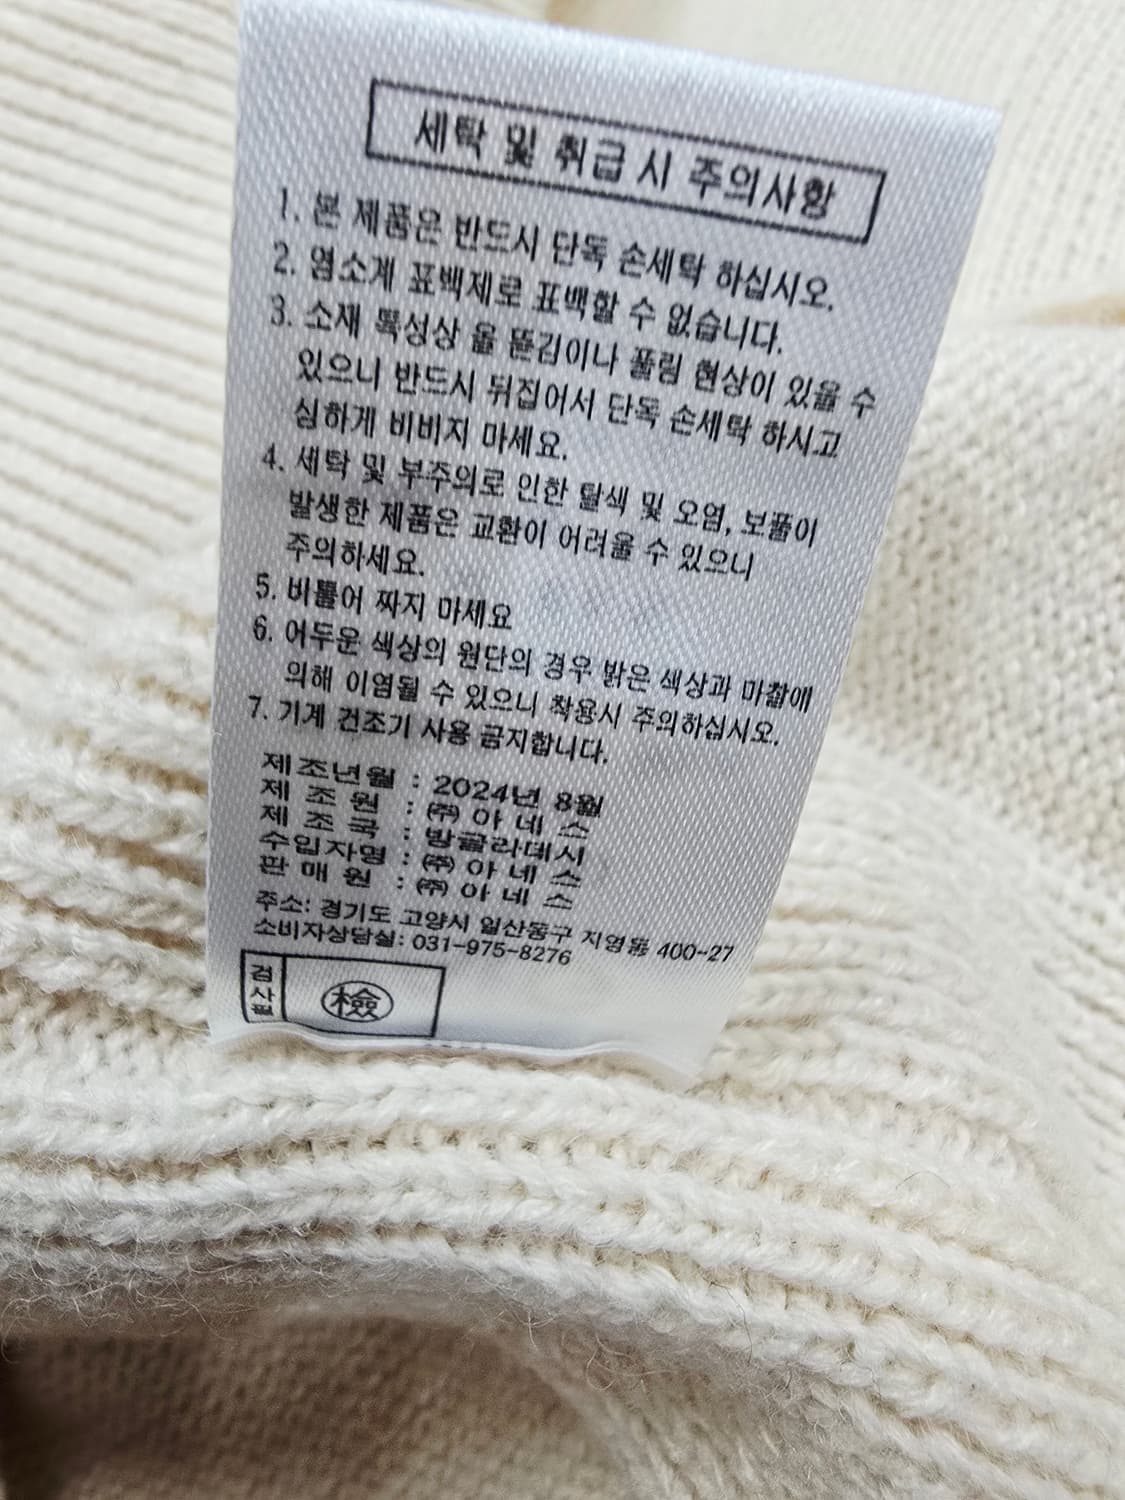 세탁 및 취급 시 주의사항
1. 본 제품은 반드시 단독 손세탁 하십시오.
2. 염소계 표백제로 표백할 수 없습니다.
3. 소재 특성상 올 뜯김이나 풀림 현상이 있을 수
있으니 반드시 뒤집어서 단독 손세탁 하시고
심하게 비비지 마세요.
4. 세탁 및 부주의로 인한 탈색 및 오염, 보풀이
발생한 제품은 교환이 어려울 수 있으니
주의하세요.
5. 비틀어 짜지 마세요
6. 어두운 색상의 원단의 경우 밝은 색상과 마찰에
의해 이염될 수 있으니 착용시 주의하십시오.
7. 기계 건조기 사용 금지합니다.
제조년월 : 2024년 8월
제 조 원 : ㈜ 아 네 스
제 조 국 : 방글라데시
수입자명 : ㈜ 아 네 스
판 매 원 : ㈜ 아 네 스
주소: 경기도 고양시 일산동구 지영동 400-27
소비자상담실: 031-975-8276
검사필 檢